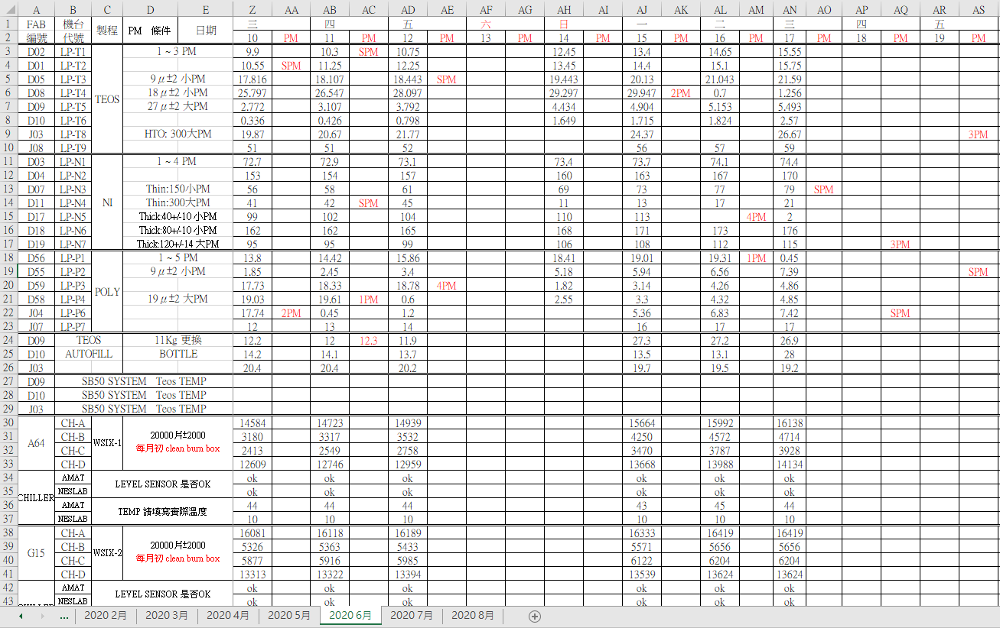 A B C D E Z AA AB AC AD AE AF AG AH AI AJ AK AL AM AN AO AP AQ AR AS
1 FAB 機台 製程 PM 條件 日期 三 四 五 六 日 一 二 三 四 五
2 編號 代號 10 PM 11 PM 12 PM 13 PM 14 PM 15 PM 16 PM 17 PM 18 PM 19 PM
3 D02 LP-T1 1 ~ 3 PM 9.9 10.3 SPM 10.75 12.45 13.4 14.65 15.55
4 D01 LP-T2 10.55 SPM 11.25 12.25 13.45 14.4 15.1 15.75
5 D05 LP-T3 9μ±2 小PM 17.816 18.107 18.443 SPM 19.443 20.13 21.043 21.59
6 D08 LP-T4 TEOS 18μ±2 小PM 25.797 26.547 28.097 29.297 29.947 2PM 0.7 1.256
7 D09 LP-T5 27μ±2 大PM 2.772 3.107 3.792 4.434 4.904 5.153 5.493
8 D10 LP-T6 0.336 0.426 0.798 1.649 1.715 1.824 2.57
9 J03 LP-T8 HTO: 300大PM 19.87 20.67 21.77 24.37 26.67 3PM
10 J08 LP-T9 51 51 52 56 57 59
11 D03 LP-N1 1 ~ 4 PM 72.7 72.9 73.1 73.4 73.7 74.1 74.4
12 D04 LP-N2 153 154 157 160 163 167 170
13 D07 LP-N3 Thin:150小PM 56 58 61 69 73 77 79 SPM
14 D11 LP-N4 NI Thin:300大PM 41 42 SPM 45 11 13 17 21
15 D17 LP-N5 Thick:40+/-10 小PM 99 102 104 110 113 4PM 2
16 D18 LP-N6 Thick:80+/-10 小PM 162 162 165 168 171 173 176
17 D19 LP-N7 Thick:120+/-14 大PM 95 95 99 106 108 112 115 3PM
18 D56 LP-P1 1 ~ 5 PM 13.8 14.42 15.86 18.41 19.01 19.31 1PM 0.45
19 D55 LP-P2 9μ±2 小PM 1.85 2.45 3.4 5.18 5.94 6.56 7.39 SPM
20 D59 LP-P3 POLY 17.73 18.33 18.78 4PM 1.82 3.14 4.26 4.86
21 D58 LP-P4 19μ±2 大PM 19.03 19.61 1PM 0.6 2.55 3.3 4.32 4.85
22 J04 LP-P6 17.74 2PM 0.45 1.2 5.36 6.83 7.42 SPM
23 J07 LP-P7 12 13 14 16 17 17
24 D09 TEOS 11Kg 更換 12.2 12 12.3 11.9 27.3 27.2 26.9
25 D10 AUTOFILL BOTTLE 14.2 14.1 13.7 13.5 13.1 28
26 J03 20.4 20.4 20.2 19.7 19.5 19.2
27 D09 SB50 SYSTEM Teos TEMP
28 D10 SB50 SYSTEM Teos TEMP
29 J03 SB50 SYSTEM Teos TEMP
30 CH-A 14584 14723 14939 15664 15992 16138
31 A64 CH-B WSIX-1 20000片±2000 3180 3317 3532 4250 4572 4714
32 CH-C 每月初 clean burn box 2413 2549 2758 3470 3787 3928
33 CH-D 12609 12746 12959 13668 13988 14134
34 AMAT LEVEL SENSOR 是否OK ok ok ok ok ok ok
35 NESLAB ok ok ok ok ok ok
36 CHILLER AMAT TEMP 請填寫實際溫度 44 44 44 43 45 44
37 NESLAB 10 10 10 10 10 10
38 CH-A 16081 16118 16189 16333 16419 16419
39 G15 CH-B WSIX-2 20000片±2000 5326 5363 5433 5571 5656 5656
40 CH-C 每月初 clean burn box 5877 5916 5985 6122 6204 6204
41 CH-D 13313 13322 13394 13539 13624 13624
42 AMAT LEVEL SENSOR 是否OK ok ok ok ok ok ok
43 NESLAB ok ok ok ok ok ok
... 2020 2月 2020 3月 2020 4月 2020 5月 2020 6月 2020 7月 2020 8月